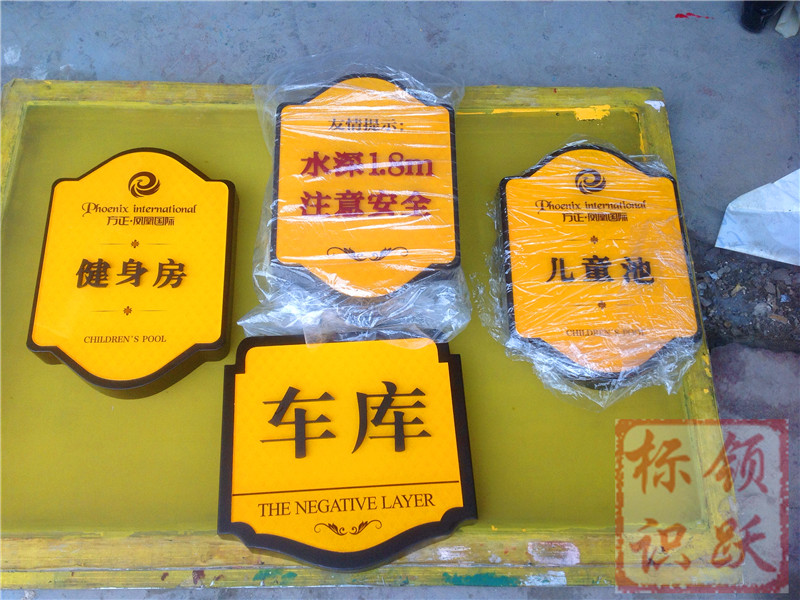 Phoenix international
方正·凤凰国际
健身房
CHILDREN'S POOL
友情提示：
水深1.8m
注意安全
Phoenix international
方正·凤凰国际
儿童池
CHILDREN'S POOL
车库
THE NEGATIVE LAYER
标领
识跃